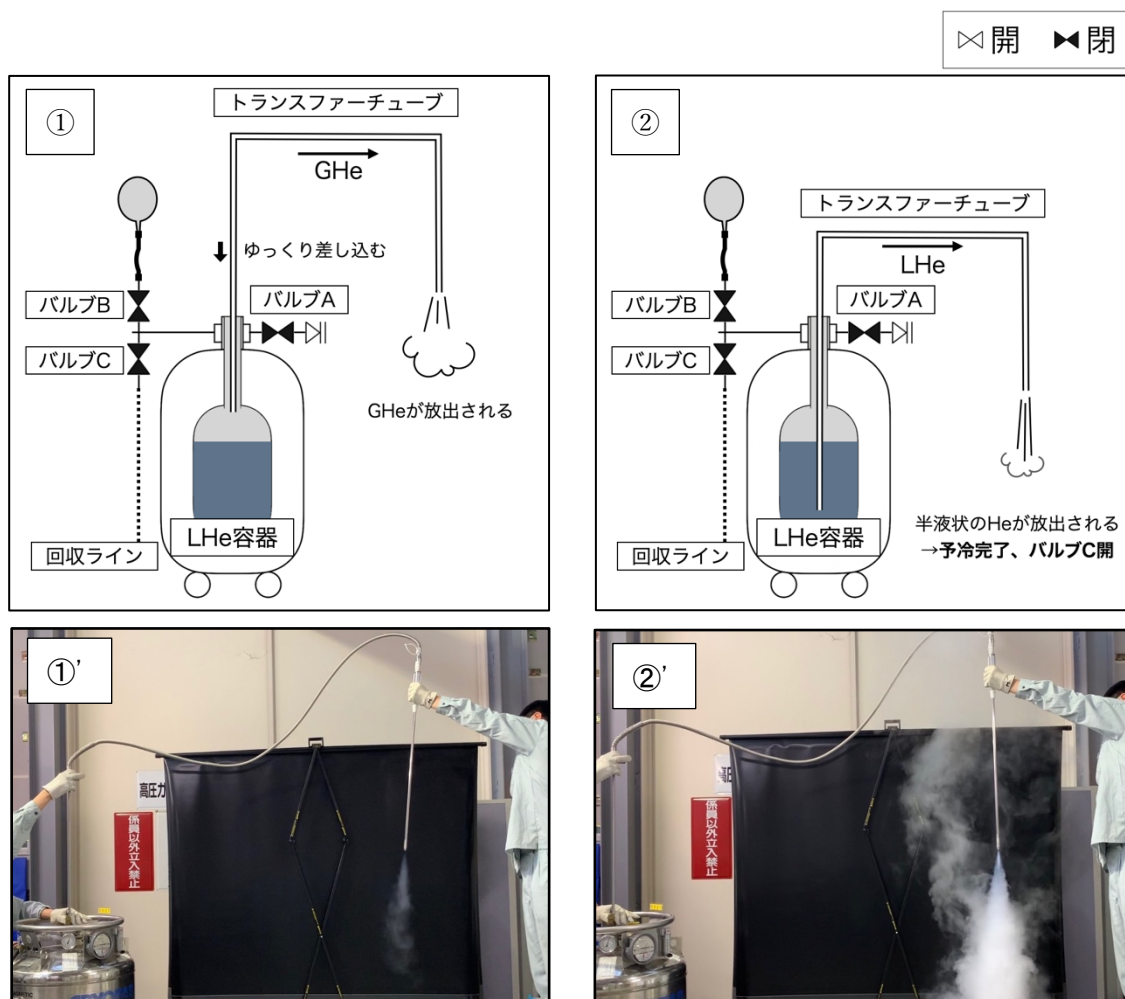 開 閉
①
トランスファーチューブ
GHe
ゆっくり差し込む
バルブB
バルブA
バルブC
GHeが放出される
LHe容器
回収ライン
②
トランスファーチューブ
LHe
バルブB
バルブA
バルブC
半液状のHeが放出される
→予冷完了、バルブC開
LHe容器
回収ライン
①’
高圧ガ
係員以外立入禁止
②’
係員以外立入禁止